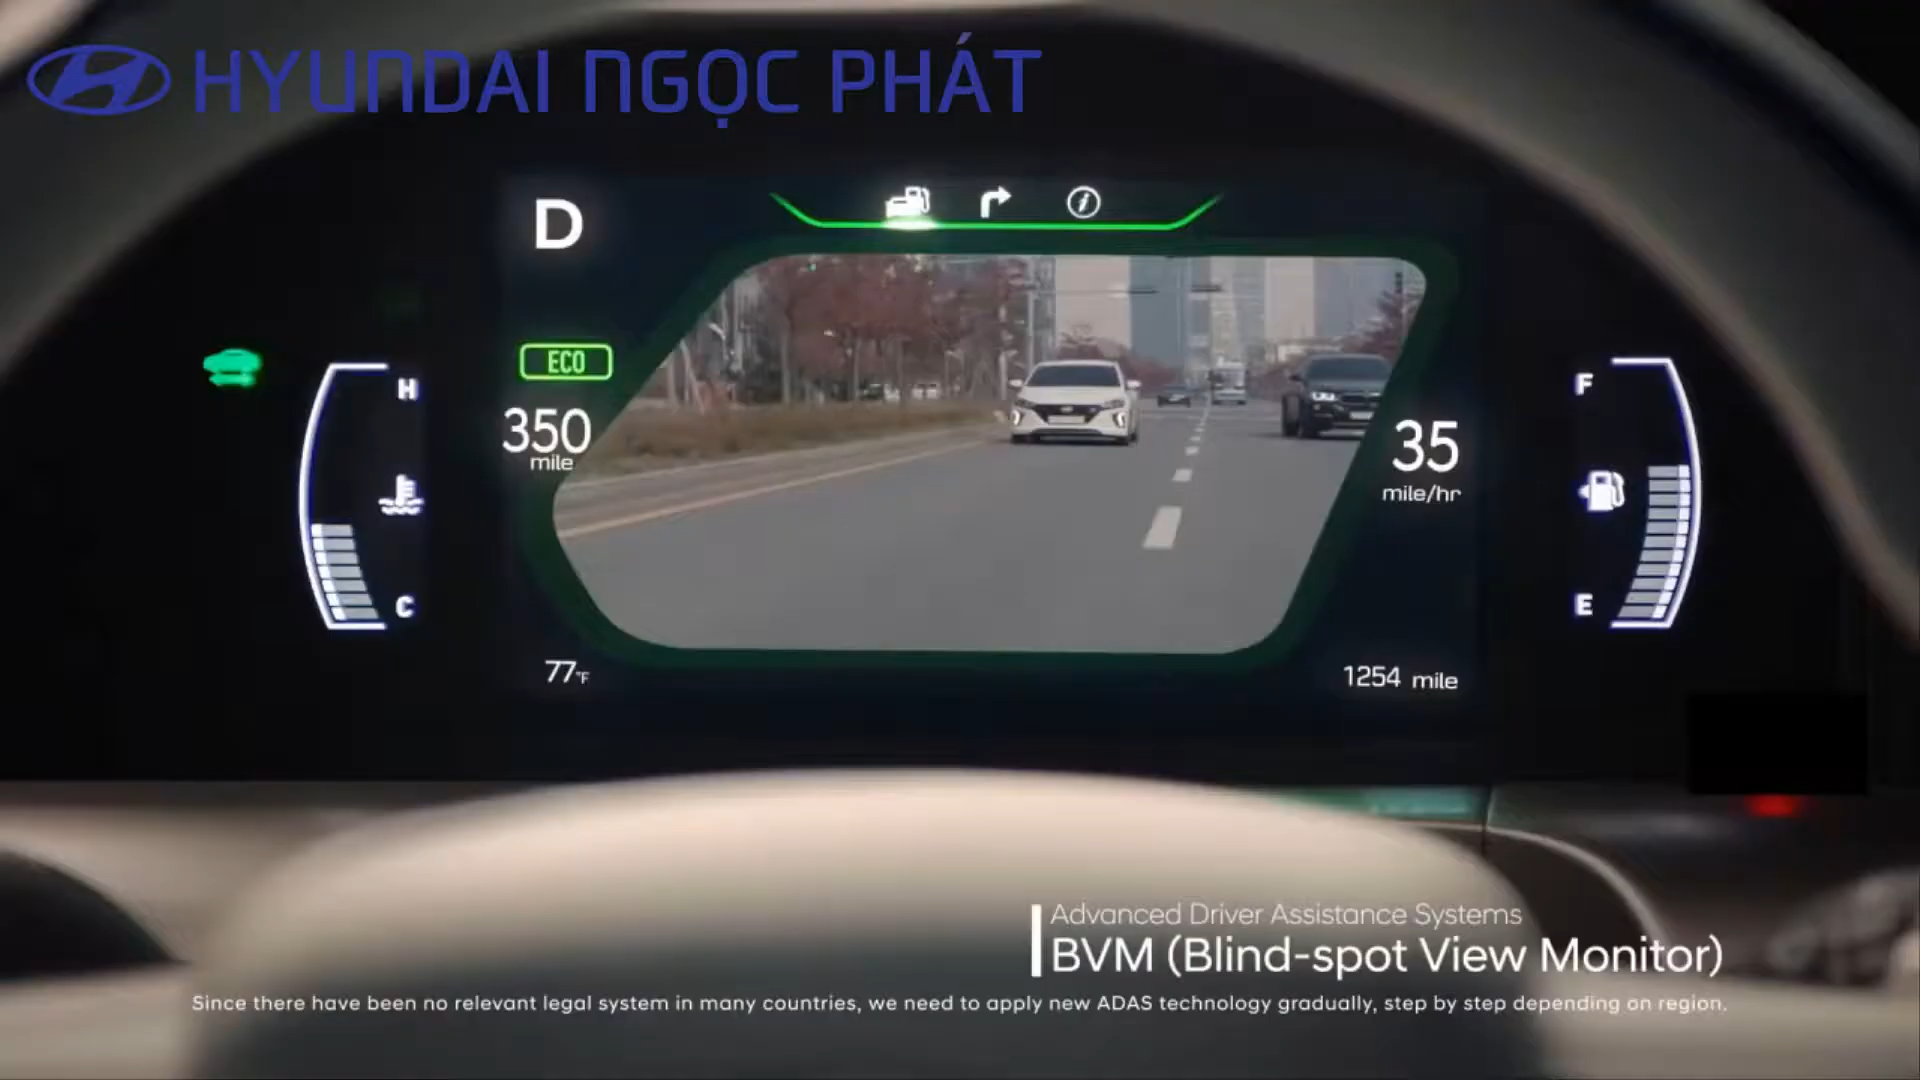 HYUNDAI NGỌC PHÁT
D
ECO
350
mile
H
C
77°F
35
mile/hr
F
E
1254 mile
Advanced Driver Assistance Systems
BVM (Blind-spot View Monitor)
Since there have been no relevant legal system in many countries, we need to apply new ADAS technology gradually, step by step depending on region.